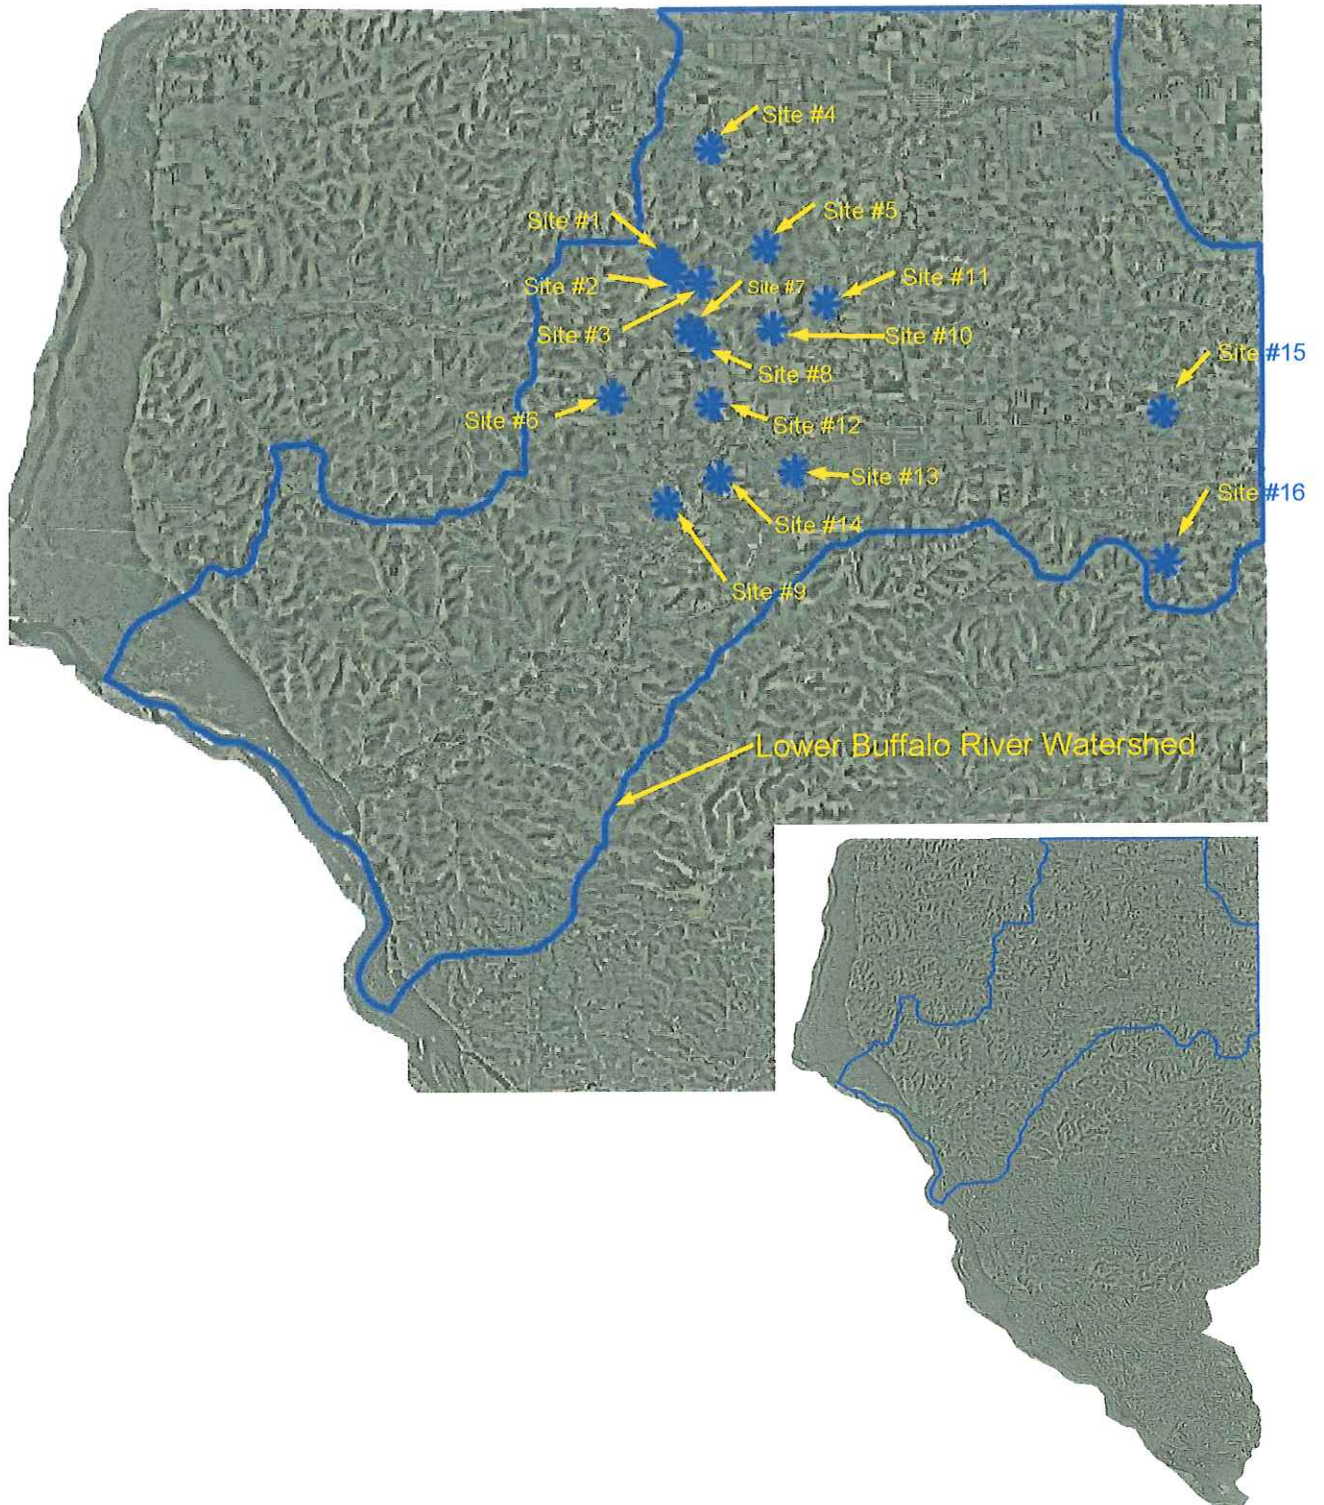 Site #4
Site #1
Site #5
Site #2
Site #7
Site #11
Site #3
Site #10
Site #15
Site #8
Site #6
Site #12
Site #13
Site #16
Site #14
Site #9
Lower Buffalo River Watershed